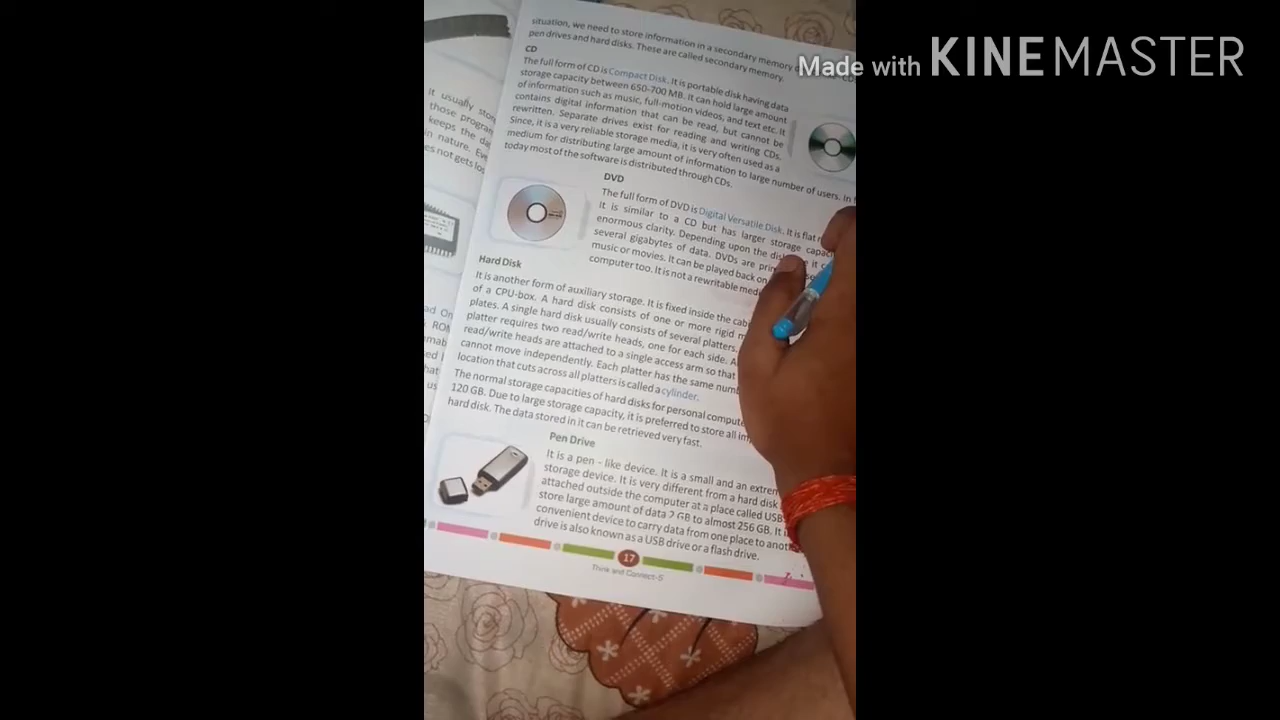 Made with KINEMASTER
situation, we need to store information in a secondary memory
pen drives and hard disks. These are called secondary memory.
CD
The full form of CD is Compact Disk. It is portable disk having data
storage capacity between 650-700 MB. It can hold large amount
of information such as music, full-motion videos, and text etc. It
contains digital information that can be read, but cannot be
rewritten. Separate drives exist for reading and writing CDs.
Since, it is a very reliable storage media, it is very often used as a
medium for distributing large amount of information to large number of users. In
today most of the software is distributed through CDs.
DVD
The full form of DVD is Digital Versatile Disk. It is flat
It is similar to a CD but has larger storage
enormous clarity. Depending upon the it
several gigabytes of data. DVDs are
music or movies. It can be played back on
computer too. It is not a rewritable
Hard Disk
It is another form of auxiliary storage. It is fixed inside the
of a CPU-box. A hard disk consists of one or more rigid
plates. A single hard disk usually consists of several platters.
platter requires two read/write heads, one for each side.
read/write heads are attached to a single access arm so that
cannot move independently. Each platter has the same
location that cuts across all platters is called a cylinder.
The normal storage capacities of hard disks for personal
120 GB. Due to large storage capacity, it is preferred to store all
hard disk. The data stored in it can be retrieved very fast.
Pen Drive
It is a pen - like device. It is a small and an
storage device. It is very different from a hard disk
attached outside the computer at a place called USB
store large amount of data 2 GB to almost 256 GB. It
convenient device to carry data from one place to
drive is also known as a USB drive or a flash drive.
17
Think and Connect-5
It usually
those
keeps the
in nature.
es not gets